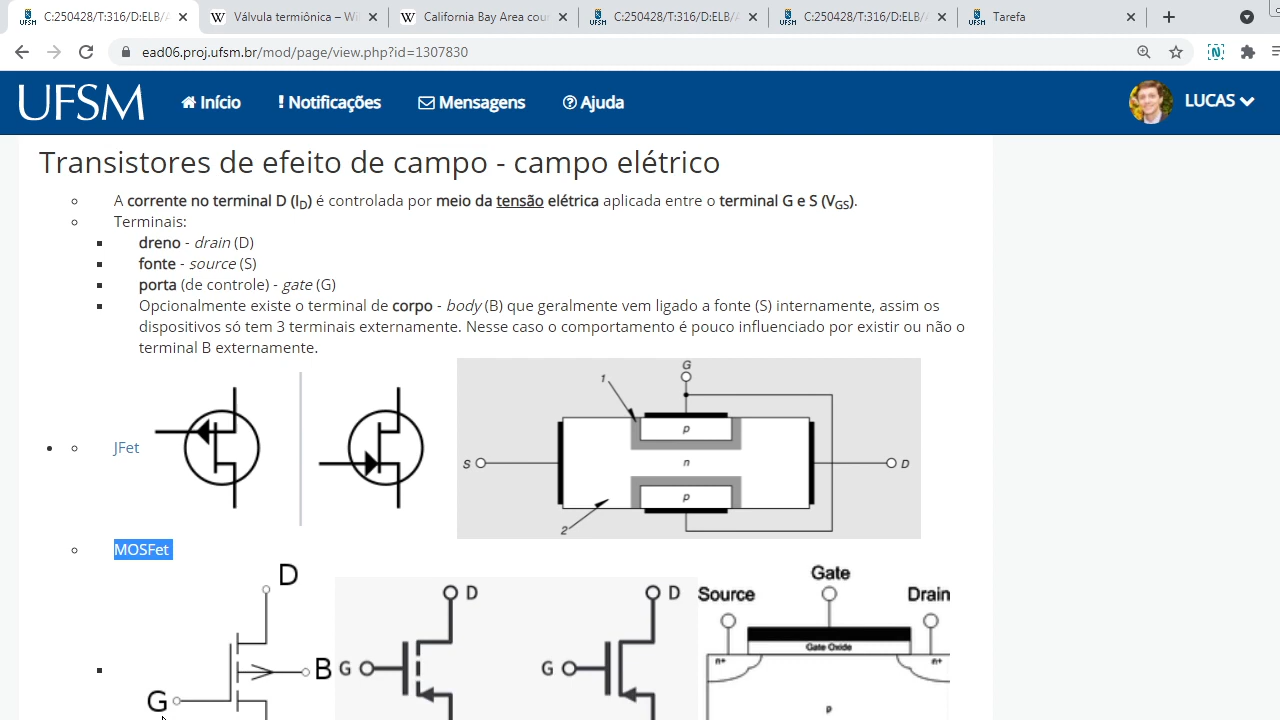 C:250428/T:316/D:ELB/
Válvula termiônica – Wi
California Bay Area cou
C:250428/T:316/D:ELB/
C:250428/T:316/D:ELB//
Tarefa
ead06.proj.ufsm.br/mod/page/view.php?id=1307830
UFSM
Início
Notificações
Mensagens
Ajuda
LUCAS
Transistores de efeito de campo - campo elétrico
A corrente no terminal D (ID) é controlada por meio da tensão elétrica aplicada entre o terminal G e S (VGS).
Terminais:
dreno - drain (D)
fonte - source (S)
porta (de controle) - gate (G)
Opcionalmente existe o terminal de corpo - body (B) que geralmente vem ligado a fonte (S) internamente, assim os
dispositivos só tem 3 terminais externamente. Nesse caso o comportamento é pouco influenciado por existir ou não o
terminal B externamente.
JFet
G
1
p
S
n
D
p
2
MOSFet
D
B
G
D
G
D
G
Gate
Source
Drain
Gate Oxide
n+
n+
p